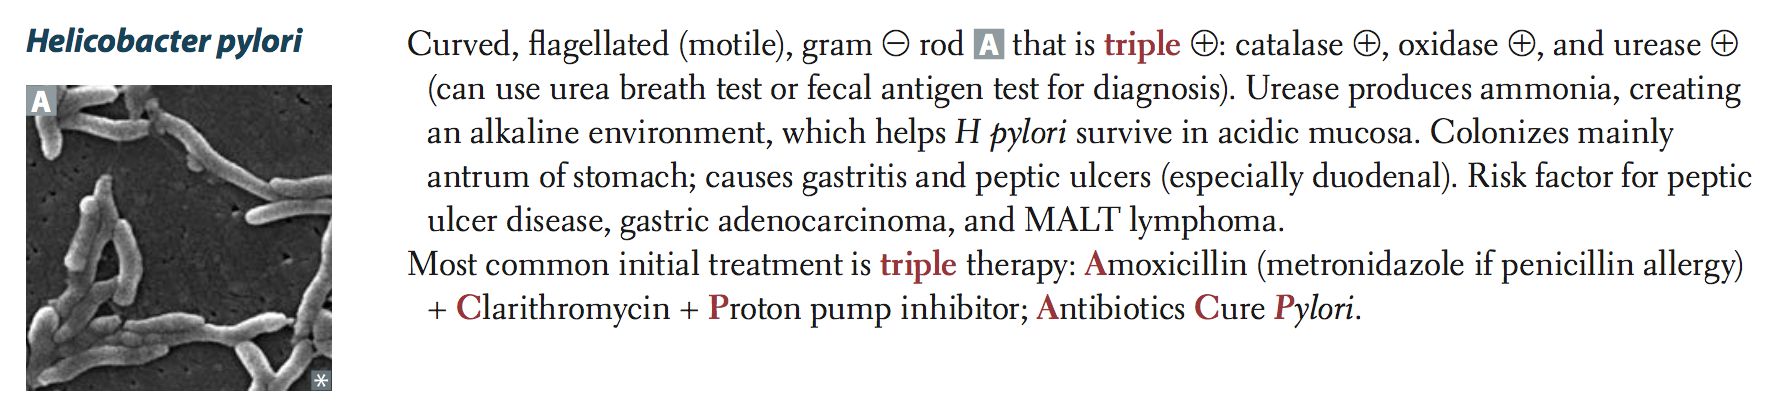 Helicobacter pylori
A
*
Curved, flagellated (motile), gram ⊖ rod A that is triple ⊕: catalase ⊕, oxidase ⊕, and urease ⊕
(can use urea breath test or fecal antigen test for diagnosis). Urease produces ammonia, creating
an alkaline environment, which helps H pylori survive in acidic mucosa. Colonizes mainly
antrum of stomach; causes gastritis and peptic ulcers (especially duodenal). Risk factor for peptic
ulcer disease, gastric adenocarcinoma, and MALT lymphoma.
Most common initial treatment is triple therapy: Amoxicillin (metronidazole if penicillin allergy)
+ Clarithromycin + Proton pump inhibitor; Antibiotics Cure Pylori.